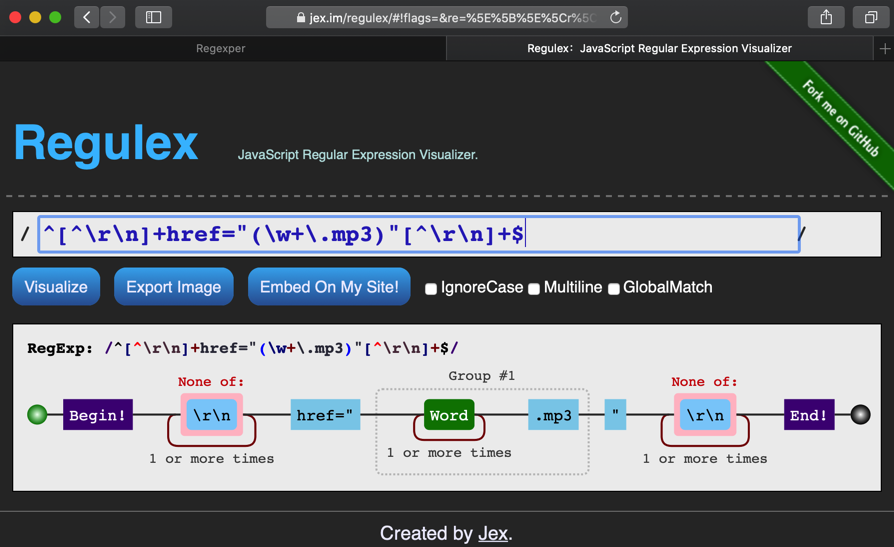 jex.im/regulex/#!flags=&re=%5E%5B%5E%5Cr%5C
Regexper
Regulex：JavaScript Regular Expression Visualizer
+
Fork me on GitHub
Regulex
JavaScript Regular Expression Visualizer.
/ ^[^\r\n]+href="(\w+\.mp3)"[^\r\n]+$ /
Visualize Export Image Embed On My Site! IgnoreCase Multiline GlobalMatch
RegExp: /^[^\r\n]+href="(\w+\.mp3)"[^\r\n]+$/
Group #1
None of: None of:
Begin! \r\n href=" Word .mp3 " \r\n End!
1 or more times 1 or more times 1 or more times
Created by Jex.